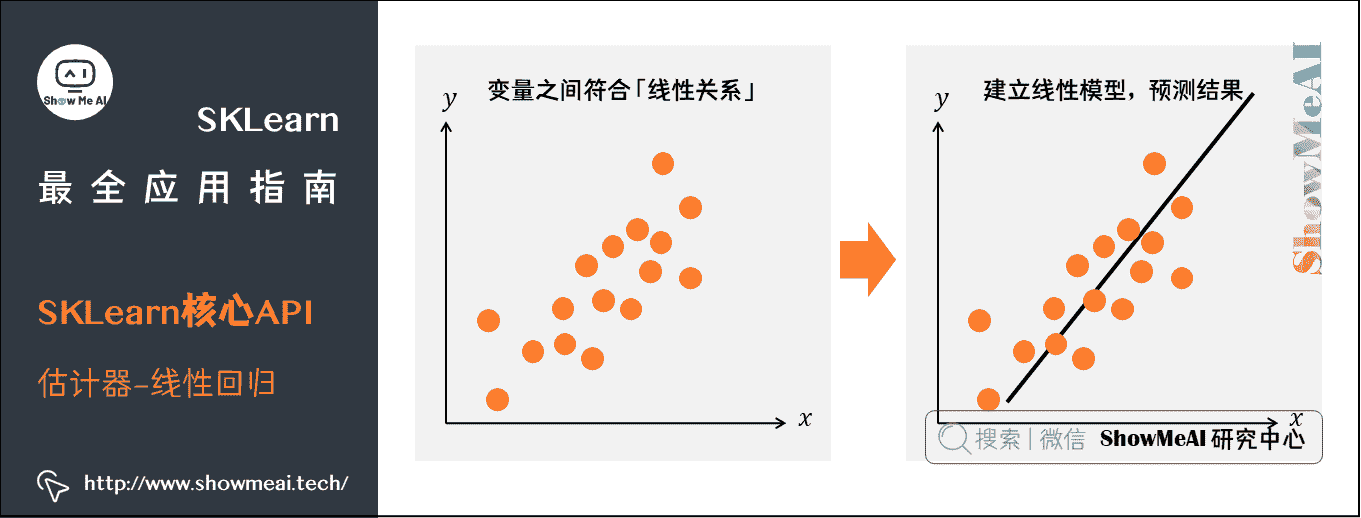 Show Me AI
SKLearn
最全应用指南
SKLearn核心API
估计器-线性回归
http://www.showmeai.tech/
变量之间符合「线性关系」
y
x
建立线性模型，预测结果
y
x
ShowMeAI
搜索 | 微信 ShowMeAI 研究中心